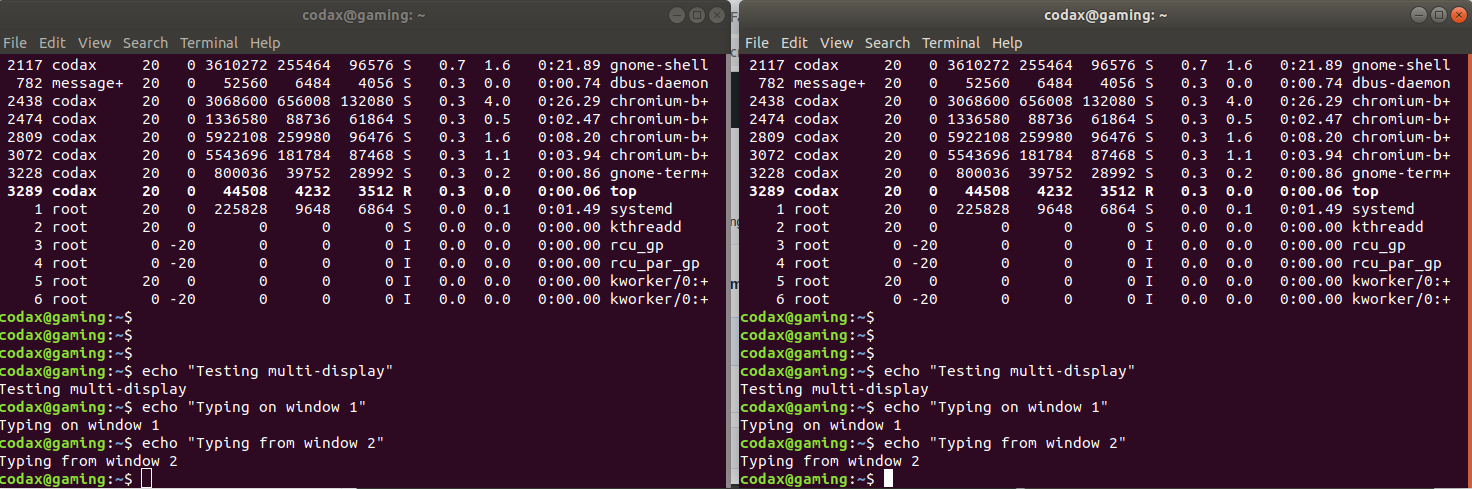 codax@gaming: ~
File Edit View Search Terminal Help
2117 codax 20 0 3610272 255464 96576 S 0.7 1.6 0:21.89 gnome-shell
782 message+ 20 0 52560 6484 4056 S 0.3 0.0 0:00.74 dbus-daemon
2438 codax 20 0 3068600 656008 132080 S 0.3 4.0 0:26.29 chromium-b+
2474 codax 20 0 1336580 88736 61864 S 0.3 0.5 0:02.47 chromium-b+
2809 codax 20 0 5922108 259980 96476 S 0.3 1.6 0:08.20 chromium-b+
3072 codax 20 0 5543696 181784 87468 S 0.3 1.1 0:03.94 chromium-b+
3228 codax 20 0 800036 39752 28992 S 0.3 0.2 0:00.86 gnome-term+
3289 codax 20 0 44508 4232 3512 R 0.3 0.0 0:00.06 top
1 root 20 0 225828 9648 6864 S 0.0 0.1 0:01.49 systemd
2 root 20 0 0 0 0 S 0.0 0.0 0:00.00 kthreadd
3 root 0 -20 0 0 0 I 0.0 0.0 0:00.00 rcu_gp
4 root 0 -20 0 0 0 I 0.0 0.0 0:00.00 rcu_par_gp
5 root 20 0 0 0 0 I 0.0 0.0 0:00.00 kworker/0:+
6 root 0 -20 0 0 0 I 0.0 0.0 0:00.00 kworker/0:+
codax@gaming:~$
codax@gaming:~$
codax@gaming:~$
codax@gaming:~$ echo "Testing multi-display"
Testing multi-display
codax@gaming:~$ echo "Typing on window 1"
Typing on window 1
codax@gaming:~$ echo "Typing from window 2"
Typing from window 2
codax@gaming:~$
codax@gaming: ~
File Edit View Search Terminal Help
2117 codax 20 0 3610272 255464 96576 S 0.7 1.6 0:21.89 gnome-shell
782 message+ 20 0 52560 6484 4056 S 0.3 0.0 0:00.74 dbus-daemon
2438 codax 20 0 3068600 656008 132080 S 0.3 4.0 0:26.29 chromium-b+
2474 codax 20 0 1336580 88736 61864 S 0.3 0.5 0:02.47 chromium-b+
2809 codax 20 0 5922108 259980 96476 S 0.3 1.6 0:08.20 chromium-b+
3072 codax 20 0 5543696 181784 87468 S 0.3 1.1 0:03.94 chromium-b+
3228 codax 20 0 800036 39752 28992 S 0.3 0.2 0:00.86 gnome-term+
3289 codax 20 0 44508 4232 3512 R 0.3 0.0 0:00.06 top
1 root 20 0 225828 9648 6864 S 0.0 0.1 0:01.49 systemd
2 root 20 0 0 0 0 S 0.0 0.0 0:00.00 kthreadd
3 root 0 -20 0 0 0 I 0.0 0.0 0:00.00 rcu_gp
4 root 0 -20 0 0 0 I 0.0 0.0 0:00.00 rcu_par_gp
5 root 20 0 0 0 0 I 0.0 0.0 0:00.00 kworker/0:+
6 root 0 -20 0 0 0 I 0.0 0.0 0:00.00 kworker/0:+
codax@gaming:~$
codax@gaming:~$
codax@gaming:~$
codax@gaming:~$ echo "Testing multi-display"
Testing multi-display
codax@gaming:~$ echo "Typing on window 1"
Typing on window 1
codax@gaming:~$ echo "Typing from window 2"
Typing from window 2
codax@gaming:~$